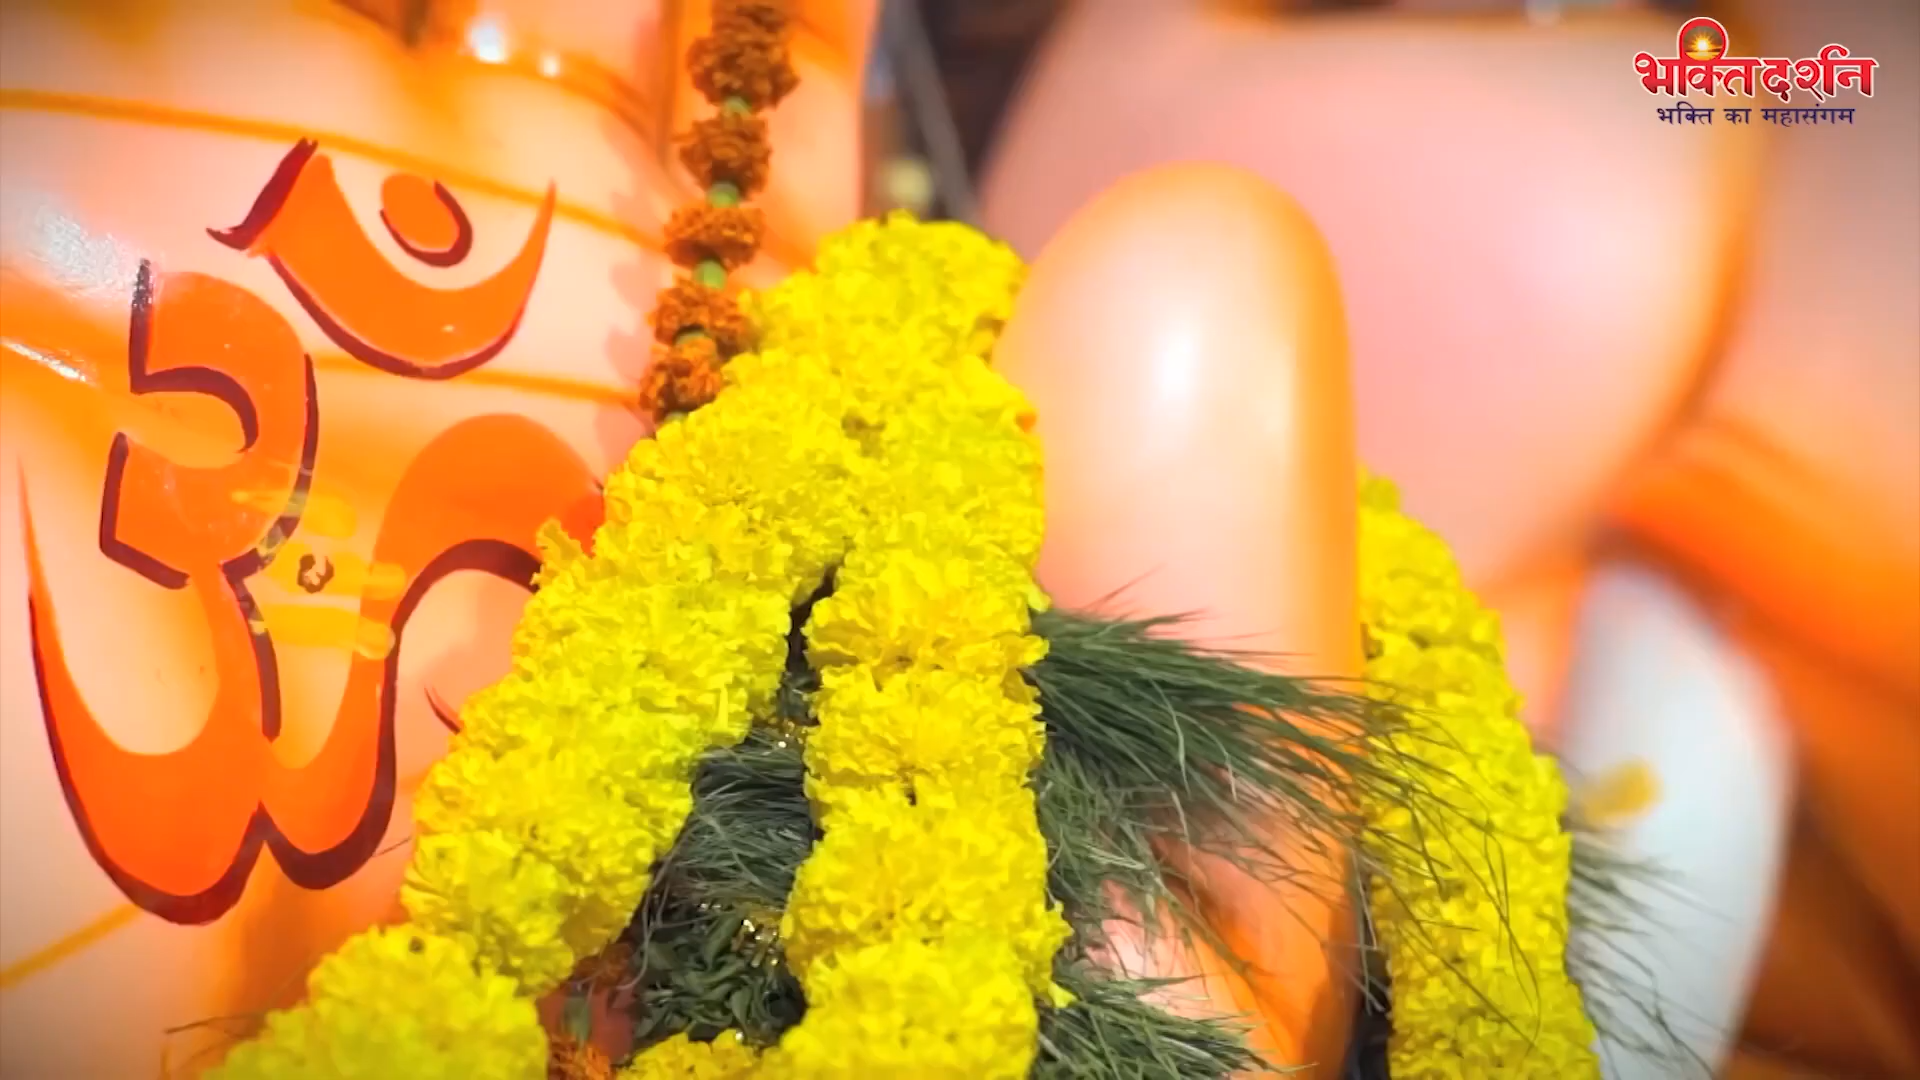 ॐ
भक्ति दर्शन
भक्ति का महासंगम